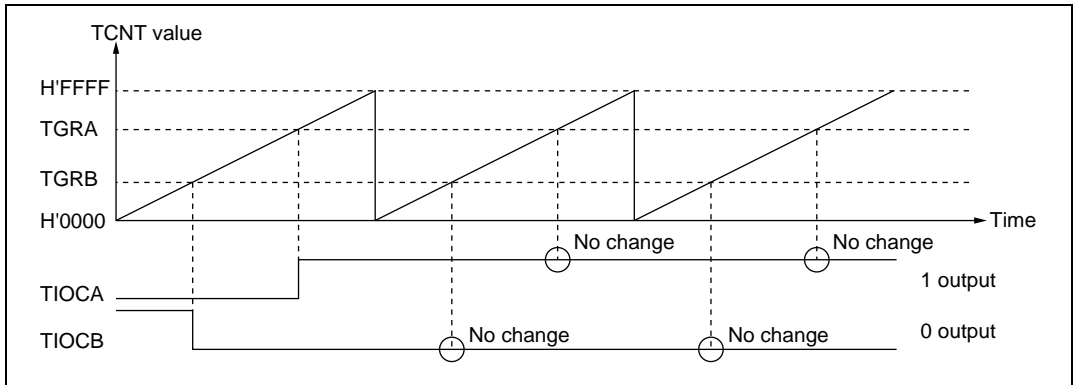 TCNT value
H'FFFF
TGRA
TGRB
H'0000
Time
No change No change
1 output
TIOCA
No change No change
0 output
TIOCB